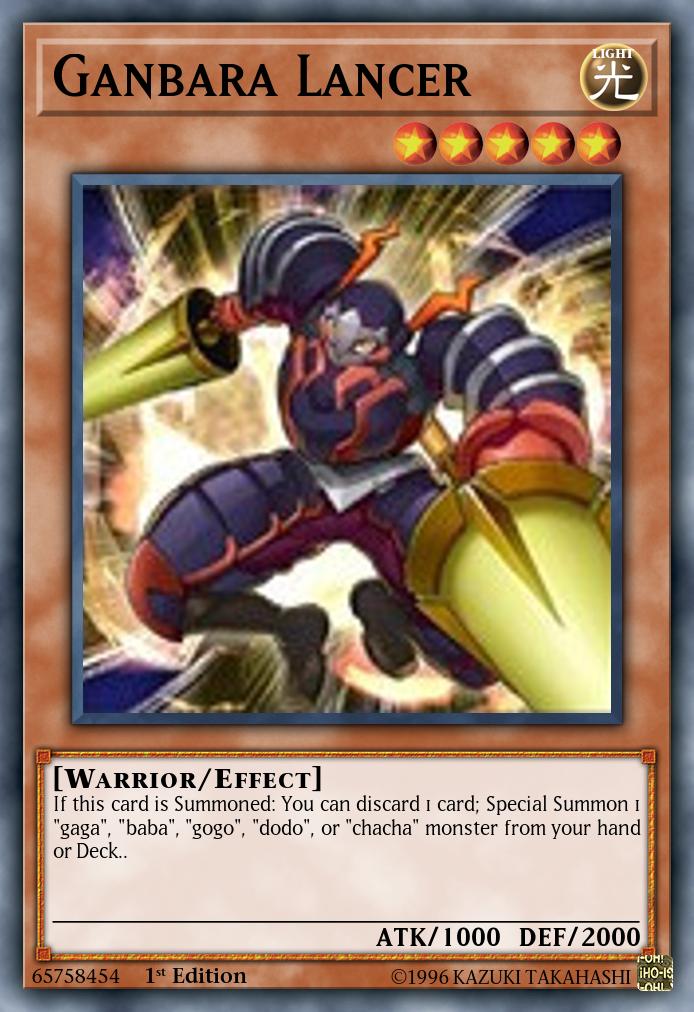 Ganbara Lancer
LIGHT
光
[Warrior/Effect]
If this card is Summoned: You can discard 1 card; Special Summon 1
"gaga", "baba", "gogo", "dodo", or "chacha" monster from your hand
or Deck..
ATK/1000 DEF/2000
65758454 1st Edition ©1996 KAZUKI TAKAHASHI